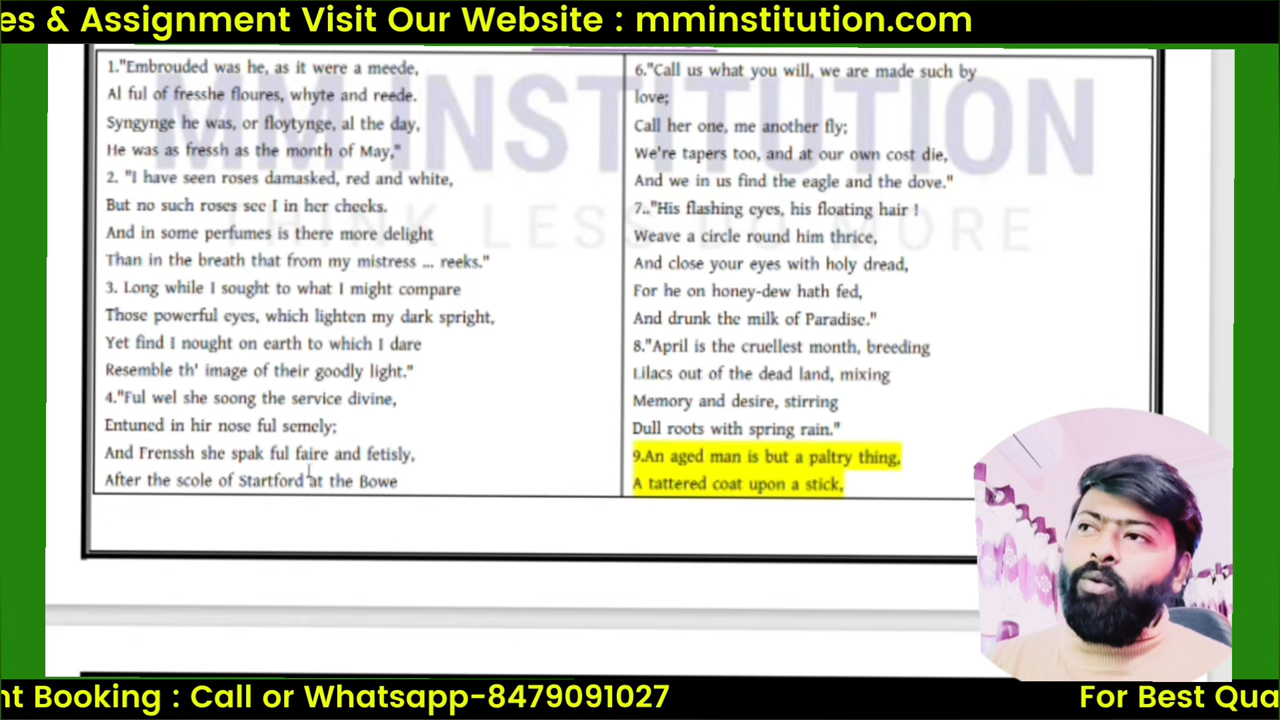 es & Assignment Visit Our Website : mminstitution.com
MM INSTITUTION
THINK LESS DO MORE
1."Embrouded was he, as it were a meede,
Al ful of fresshe floures, whyte and reede.
Syngynge he was, or floytynge, al the day,
He was as fressh as the month of May,"
2. "I have seen roses damasked, red and white,
But no such roses see I in her cheeks.
And in some perfumes is there more delight
Than in the breath that from my mistress ... reeks."
3. Long while I sought to what I might compare
Those powerful eyes, which lighten my dark spright,
Yet find I nought on earth to which I dare
Resemble th' image of their goodly light."
4."Ful wel she soong the service divine,
Entuned in hir nose ful semely;
And Frenssh she spak ful faire and fetisly,
After the scole of Startford at the Bowe
6."Call us what you will, we are made such by
love;
Call her one, me another fly;
We're tapers too, and at our own cost die,
And we in us find the eagle and the dove."
7.."His flashing eyes, his floating hair !
Weave a circle round him thrice,
And close your eyes with holy dread,
For he on honey-dew hath fed,
And drunk the milk of Paradise."
8."April is the cruellest month, breeding
Lilacs out of the dead land, mixing
Memory and desire, stirring
Dull roots with spring rain."
9.An aged man is but a paltry thing,
A tattered coat upon a stick,
nt Booking : Call or Whatsapp-8479091027
For Best Qua